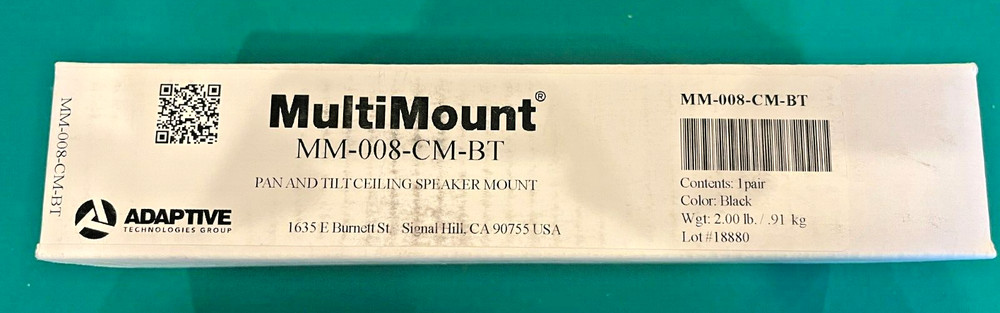 MM-008-CM-BT
MultiMount®
MM-008-CM-BT
PAN AND TILT CEILING SPEAKER MOUNT
ADAPTIVE
TECHNOLOGIES GROUP
1635 E Burnett St Signal Hill, CA 90755 USA
MM-008-CM-BT
Contents: 1pair
Color: Black
Wgt: 2.00 lb. / .91 kg
Lot #18880